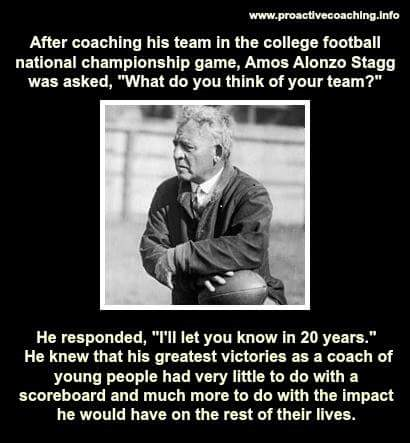 www.proactivecoaching.info
After coaching his team in the college football
national championship game, Amos Alonzo Stagg
was asked, "What do you think of your team?"
He responded, "I'll let you know in 20 years."
He knew that his greatest victories as a coach of
young people had very little to do with a
scoreboard and much more to do with the impact
he would have on the rest of their lives.